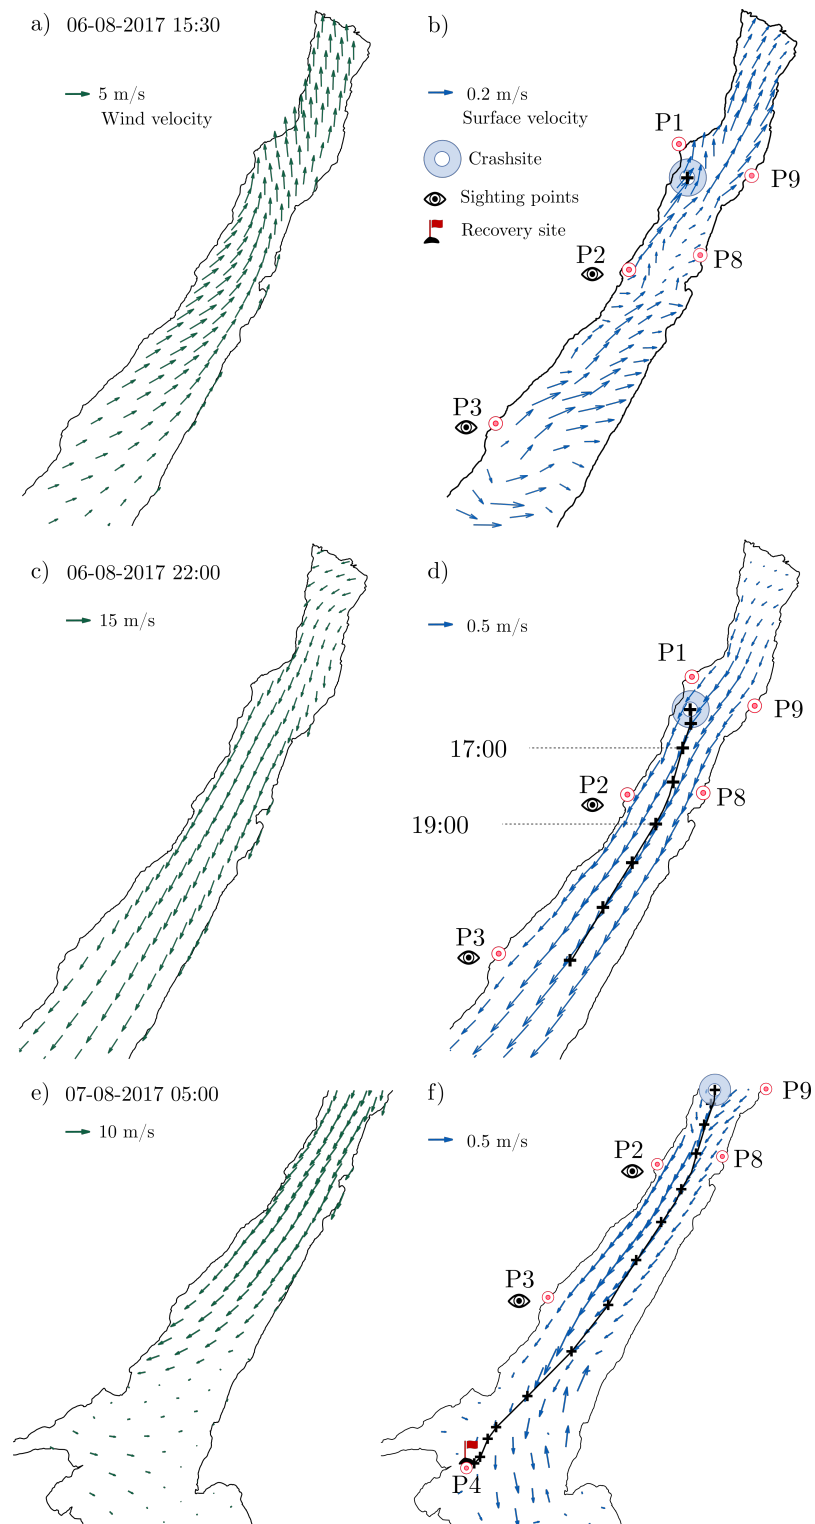 a) 06-08-2017 15:30
5 m/s
Wind velocity
b)
0.2 m/s
Surface velocity
Crashsite
Sighting points
Recovery site
P1
P9
P2
P8
P3
c) 06-08-2017 22:00
15 m/s
d)
0.5 m/s
P1
P9
17:00
P2
P8
19:00
P3
e) 07-08-2017 05:00
10 m/s
f)
0.5 m/s
P9
P2
P8
P3
P4